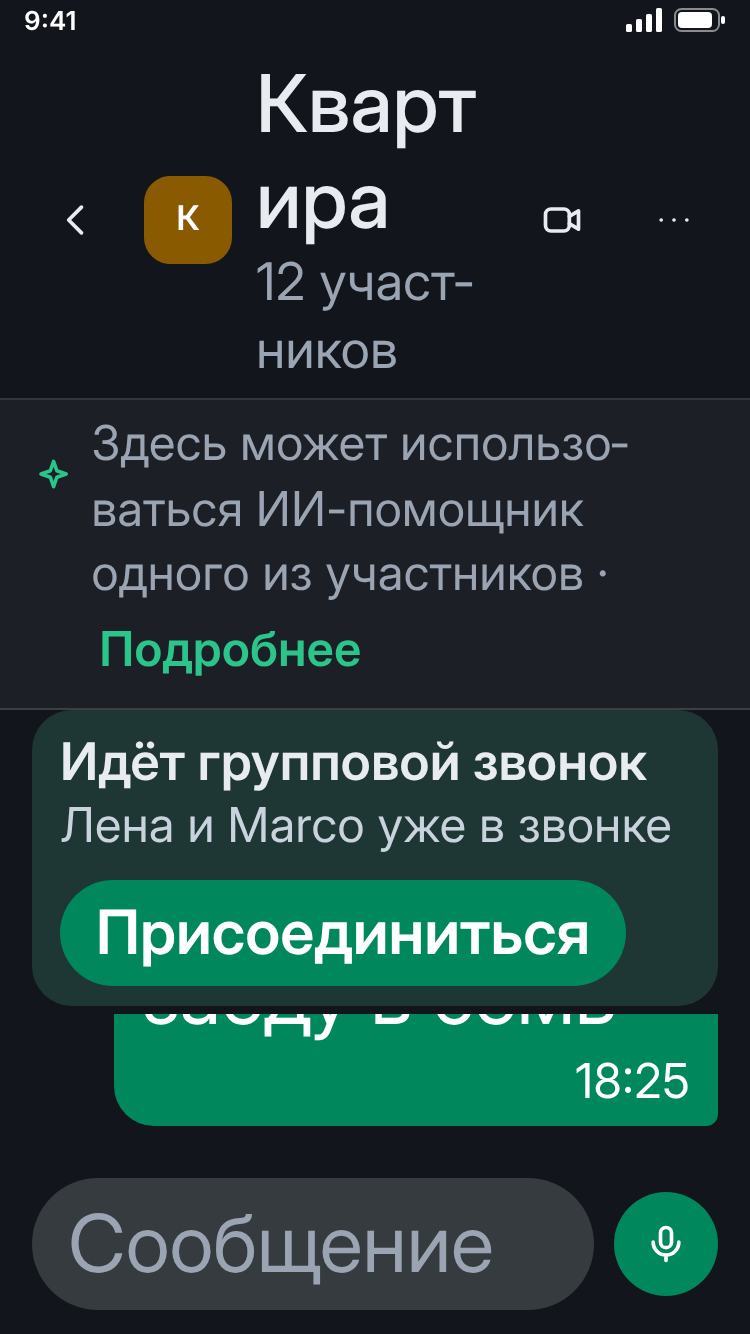 9:41
Кварт
ира
К
12 участ-
ников
Здесь может использо-
ваться ИИ-помощник
одного из участников ·
Подробнее
Идёт групповой звонок
Лена и Marco уже в звонке
Присоединиться
18:25
Сообщение